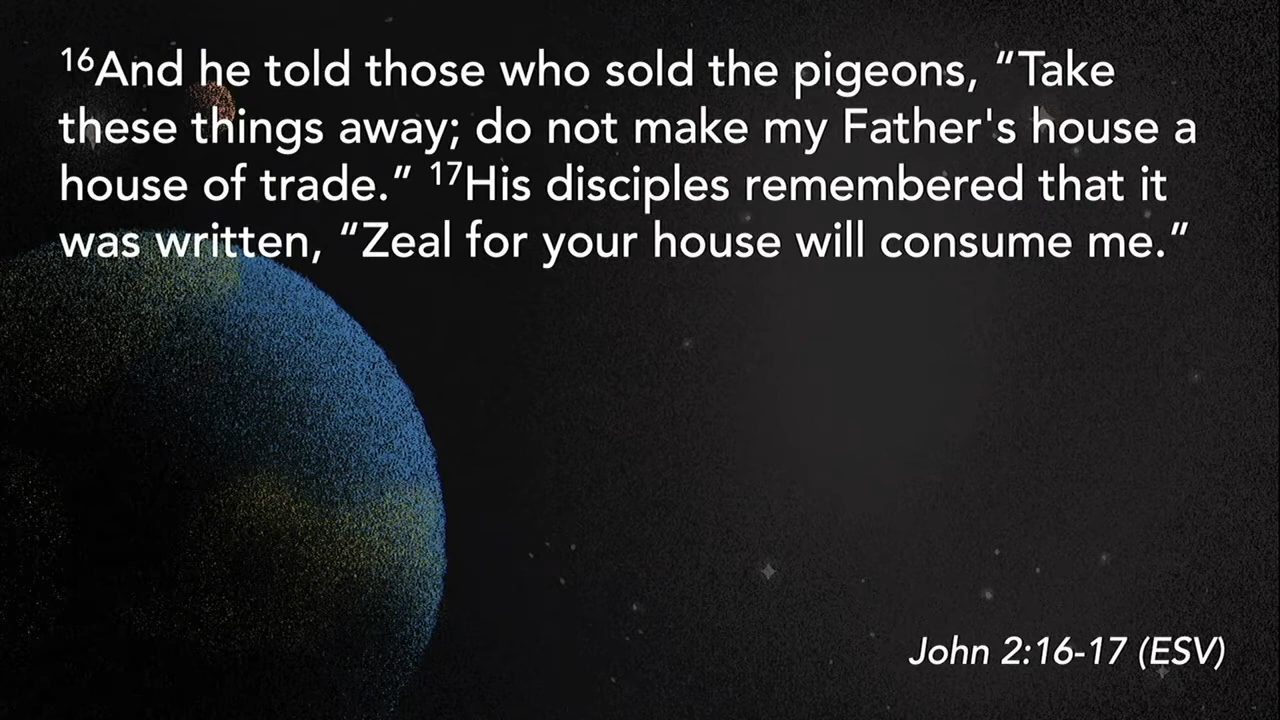 ¹⁶And he told those who sold the pigeons, “Take
these things away; do not make my Father's house a
house of trade.” ¹⁷His disciples remembered that it
was written, “Zeal for your house will consume me.”
John 2:16-17 (ESV)